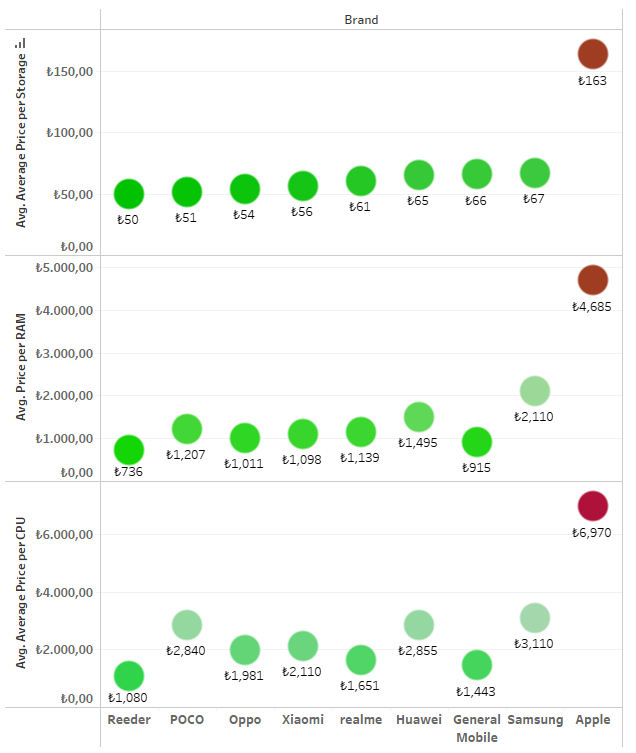 Brand
Avg. Average Price per Storage
₺150,00
₺100,00
₺50,00
₺0,00
₺50
₺51
₺54
₺56
₺61
₺65
₺66
₺67
₺163
Avg. Price per RAM
₺5.000,00
₺4.000,00
₺3.000,00
₺2.000,00
₺1.000,00
₺0,00
₺736
₺1,207
₺1,011
₺1,098
₺1,139
₺1,495
₺915
₺2,110
₺4,685
Avg. Average Price per CPU
₺6.000,00
₺4.000,00
₺2.000,00
₺0,00
₺1,080
₺2,840
₺1,981
₺2,110
₺1,651
₺2,855
₺1,443
₺3,110
₺6,970
Reeder
POCO
Oppo
Xiaomi
realme
Huawei
General
Mobile
Samsung
Apple